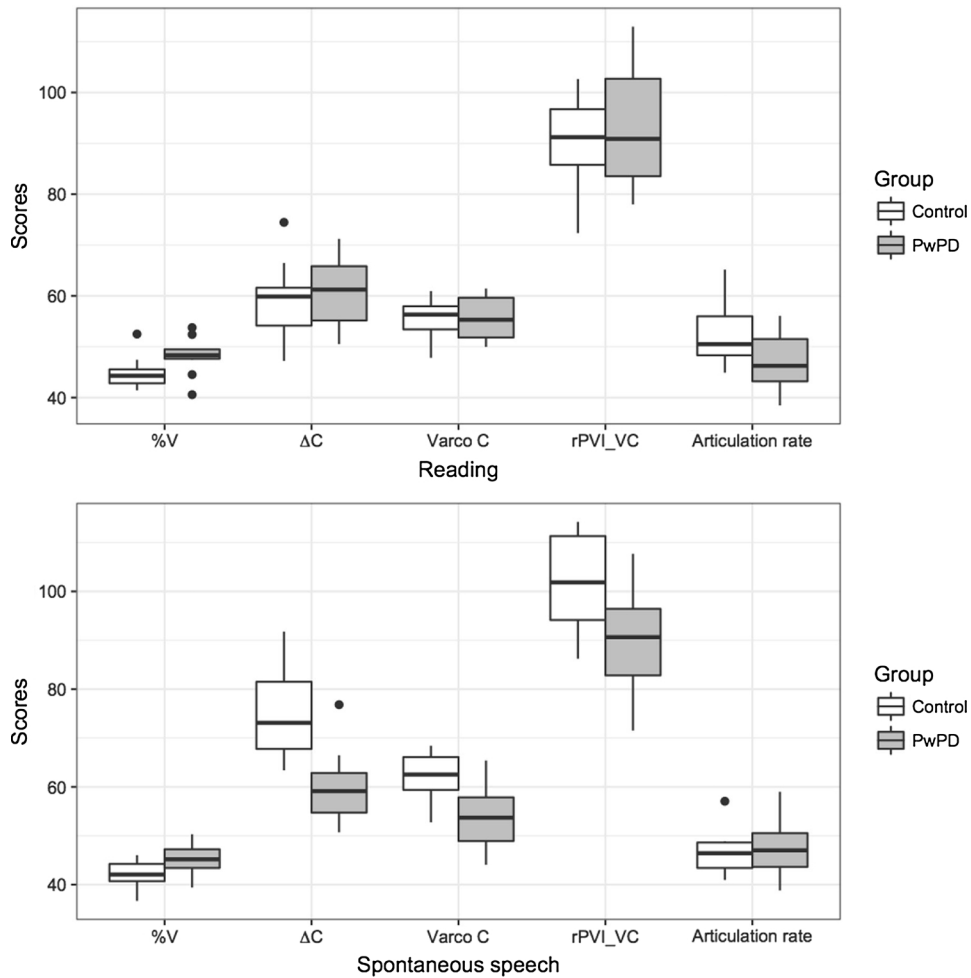 Scores
100
80
60
40
%V ΔC Varco C rPVI_VC Articulation rate
Reading
Group
Control
PwPD
Scores
100
80
60
40
%V ΔC Varco C rPVI_VC Articulation rate
Spontaneous speech
Group
Control
PwPD